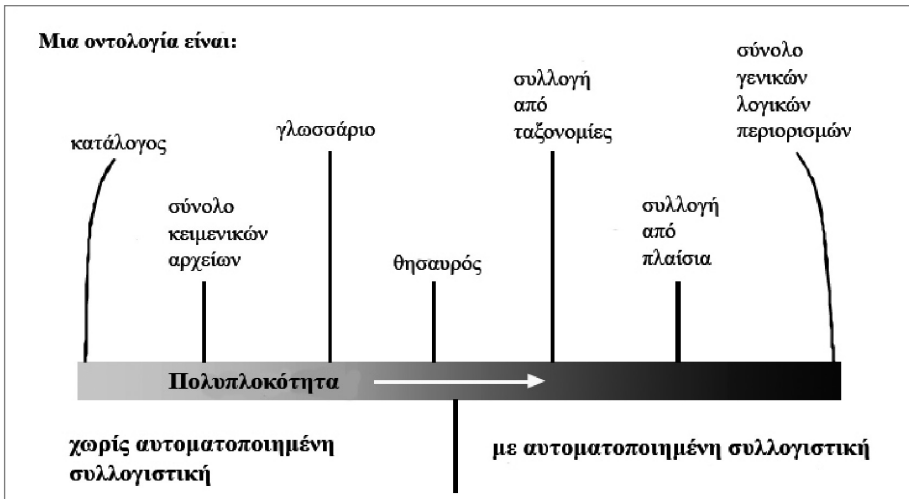 Μια οντολογία είναι:
κατάλογος
σύνολο
κειμενικών
αρχείων
γλωσσάριο
θησαυρός
συλλογή
από
ταξονομίες
συλλογή
από
πλαίσια
σύνολο
γενικών
λογικών
περιορισμών
Πολυπλοκότητα
χωρίς αυτοματοποιημένη
συλλογιστική
με αυτοματοποιημένη συλλογιστική